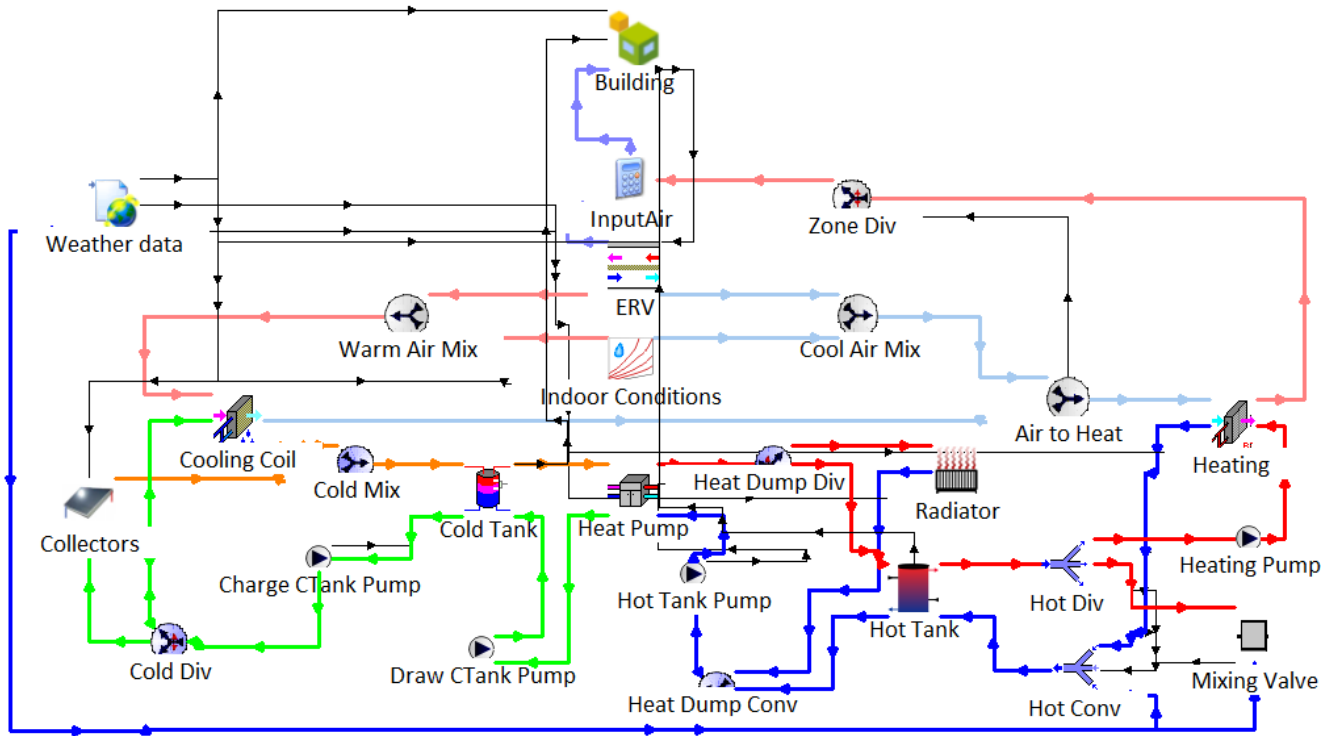 Building
InputAir
Zone Div
Weather data
ERV
Warm Air Mix
Cool Air Mix
Indoor Conditions
Air to Heat
Cooling Coil
Cold Mix
Heat Dump Div
Heating
Collectors
Cold Tank
Heat Pump
Radiator
Charge CTank Pump
Hot Tank Pump
Hot Tank
Hot Div
Heating Pump
Cold Div
Draw CTank Pump
Heat Dump Conv
Hot Conv
Mixing Valve